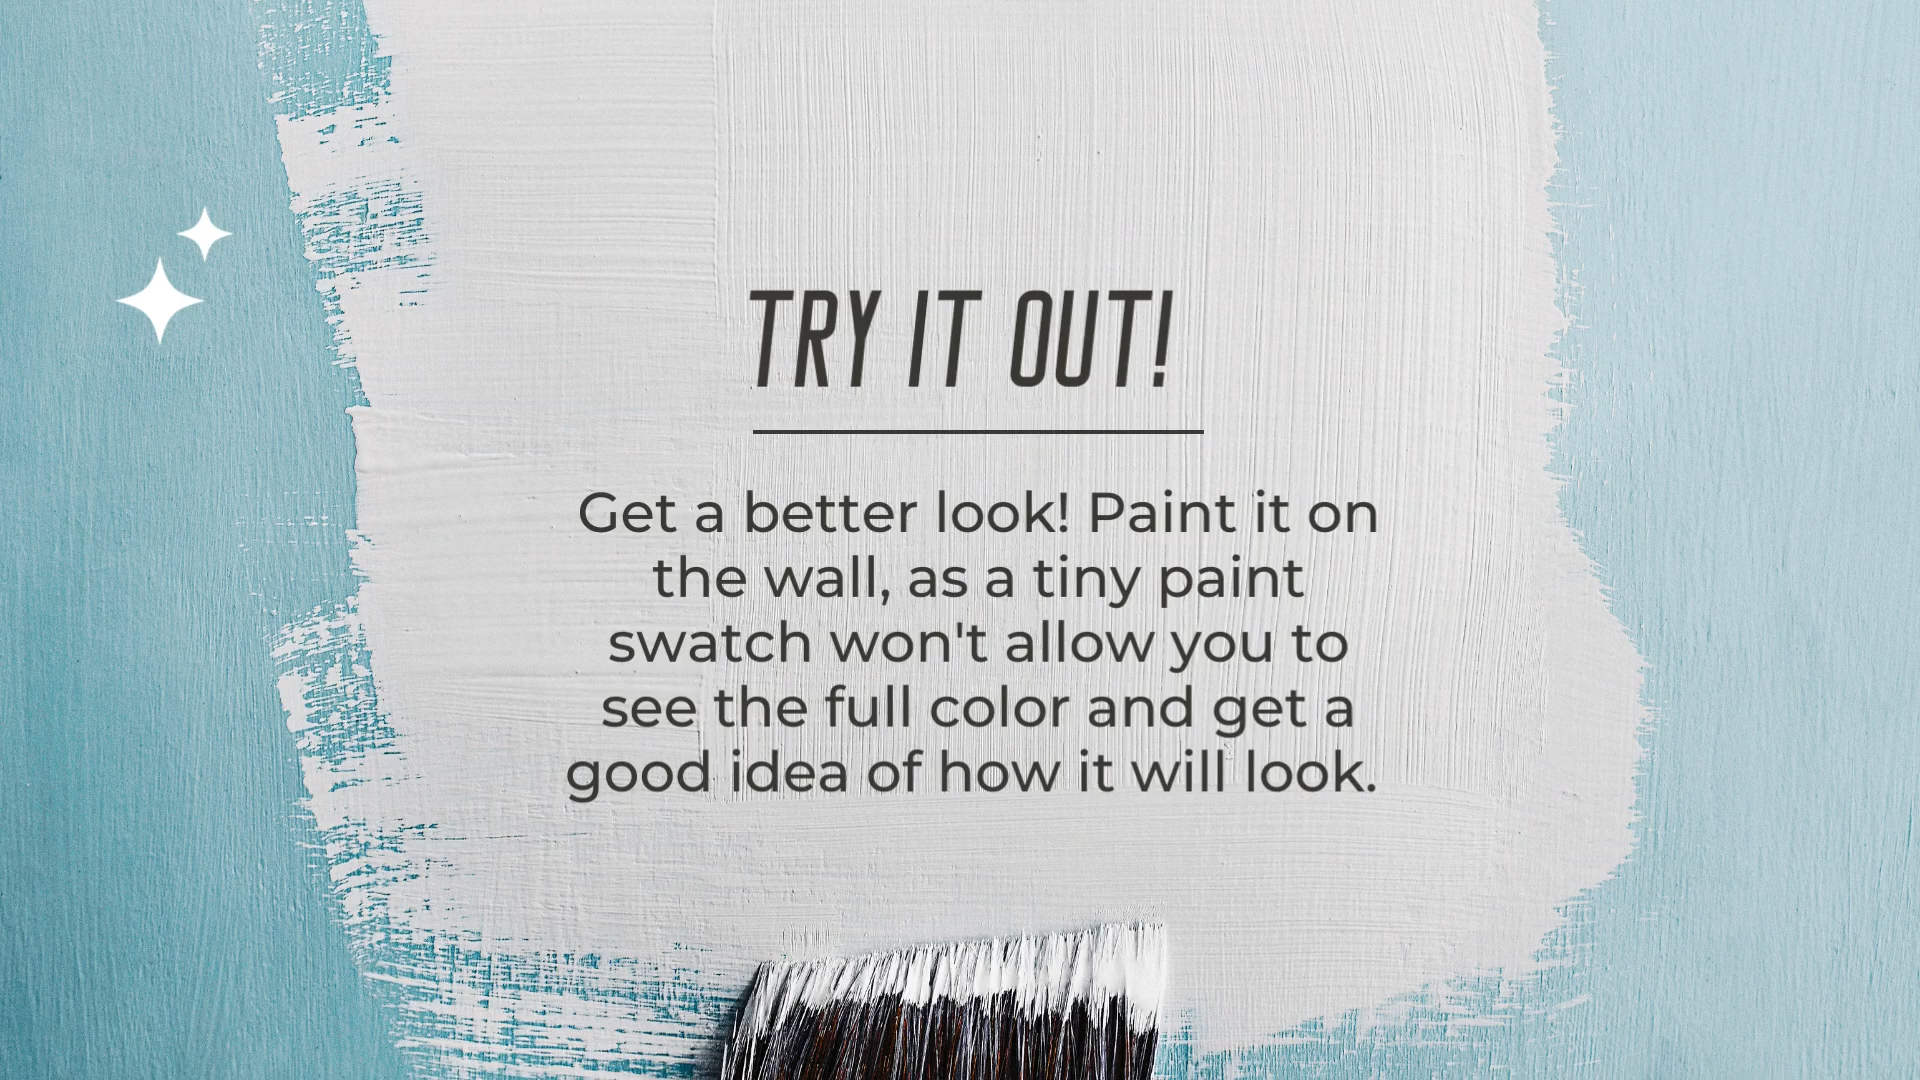 TRY IT OUT!
Get a better look! Paint it on
the wall, as a tiny paint
swatch won't allow you to
see the full color and get a
good idea of how it will look.